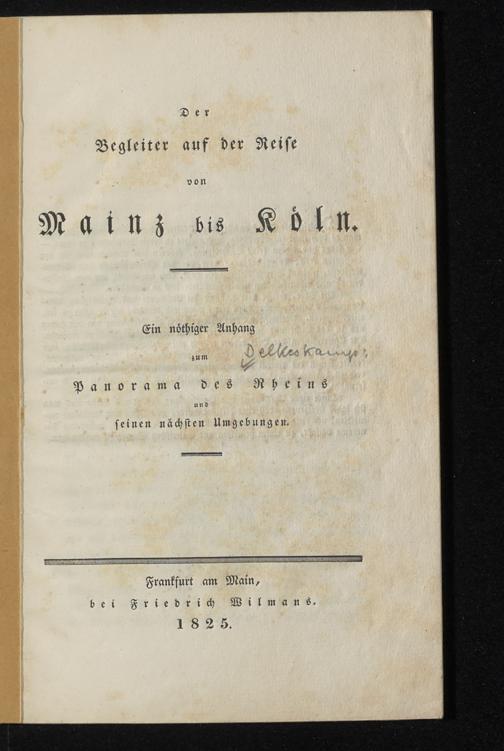 Der
Begleiter auf der Reise
von
Mainz bis Köln.
Ein nöthiger Anhang
zum Delkeskamp:
Panorama des Rheins
und
seinen nächsten Umgebungen.
Frankfurt am Main,
bei Friedrich Wilmans.
1825.